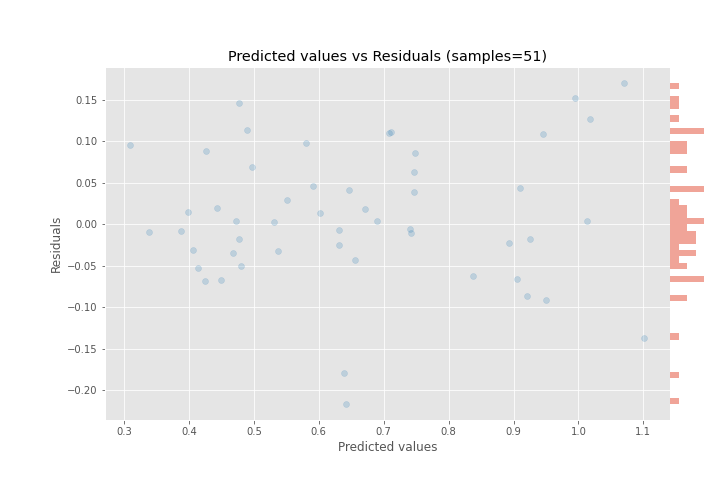 Predicted values vs Residuals (samples=51)
0.15
0.10
0.05
0.00
−0.05
−0.10
−0.15
−0.20
Residuals
0.3 0.4 0.5 0.6 0.7 0.8 0.9 1.0 1.1
Predicted values